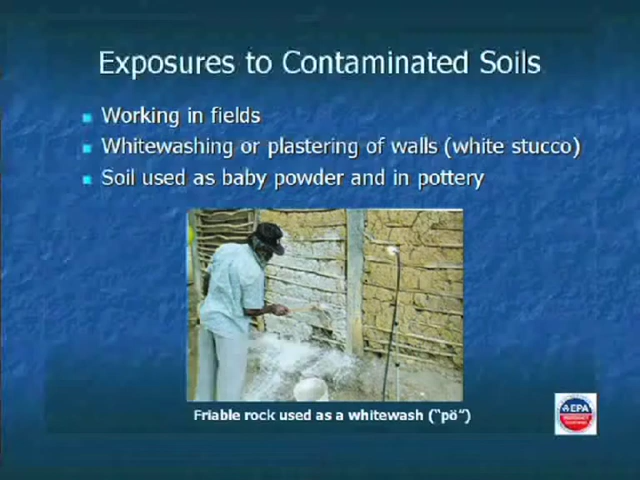 Exposures to Contaminated Soils
Working in fields
Whitewashing or plastering of walls (white stucco)
Soil used as baby powder and in pottery
Friable rock used as a whitewash ("pö")
EPA